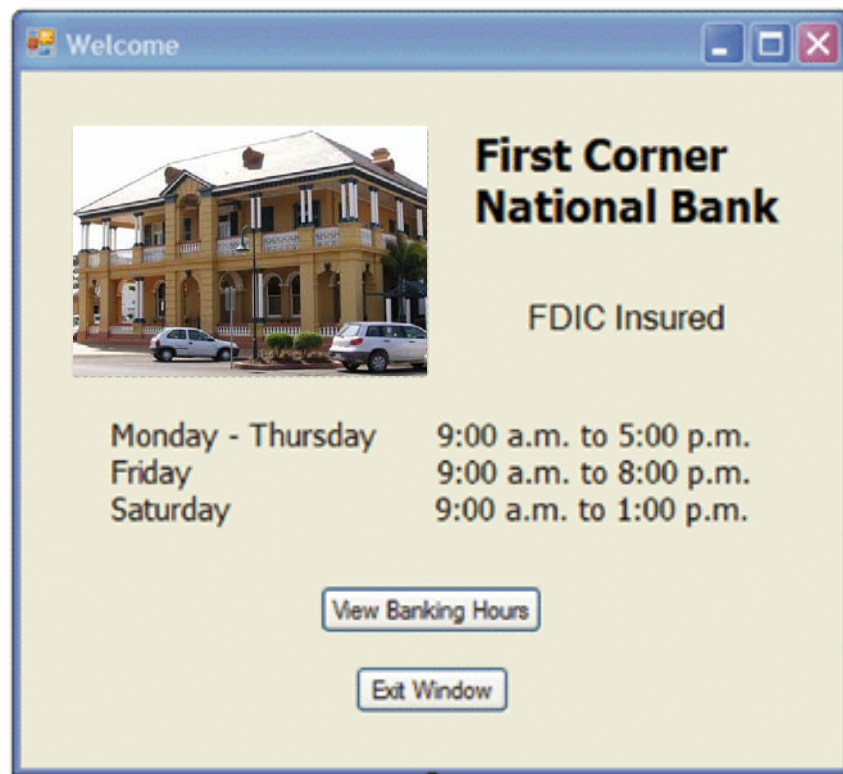 Welcome
First Corner
National Bank
FDIC Insured
Monday - Thursday 9:00 a.m. to 5:00 p.m.
Friday 9:00 a.m. to 8:00 p.m.
Saturday 9:00 a.m. to 1:00 p.m.
View Banking Hours
Exit Window